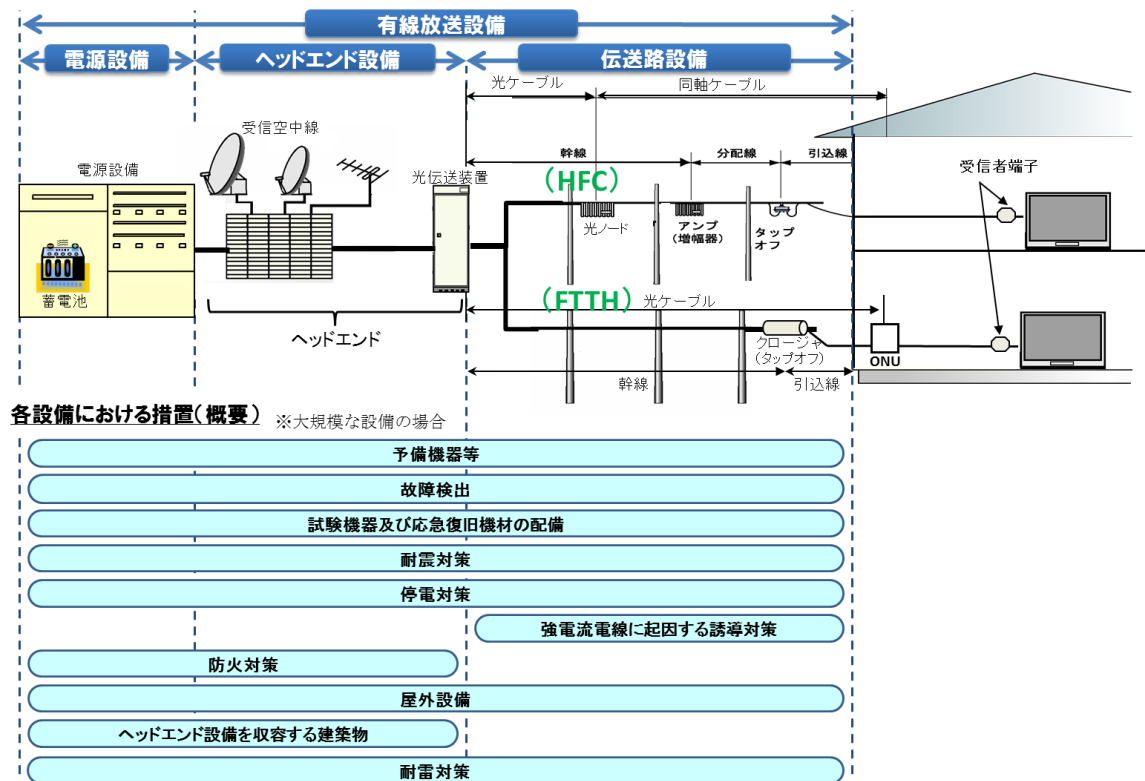 有線放送設備
電源設備
ヘッドエンド設備
伝送路設備
光ケーブル
同軸ケーブル
受信空中線
電源設備
光伝送装置
幹線
分配線
引込線
受信者端子
(HFC)
光ノード
アンプ
(増幅器)
タップ
オフ
蓄電池
ヘッドエンド
(FTTH)
光ケーブル
クロージャ
(タップオフ)
ONU
幹線
引込線
各設備における措置(概要)
※大規模な設備の場合
予備機器等
故障検出
試験機器及び応急復旧機材の配備
耐震対策
停電対策
強電流電線に起因する誘導対策
防火対策
屋外設備
ヘッドエンド設備を収容する建築物
耐雷対策